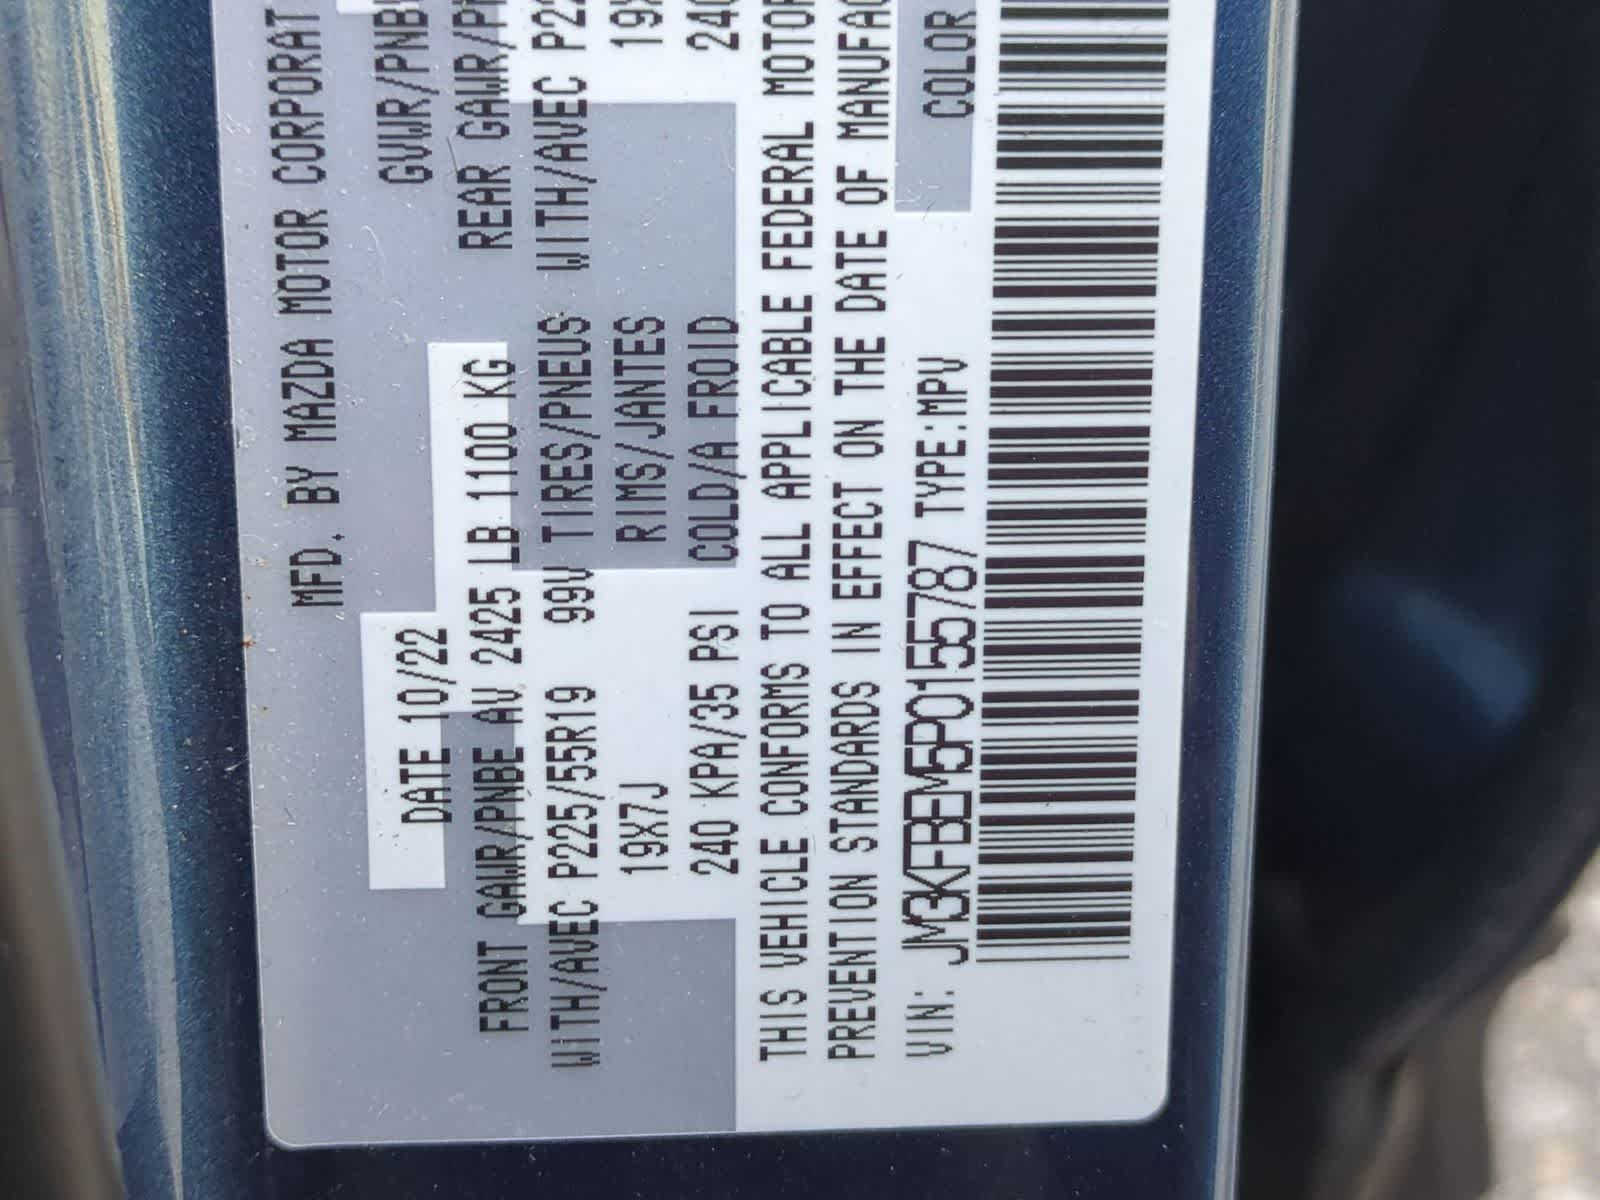 MFD. BY MAZDA MOTOR CORPORAT
DATE 10/22 GVWR/PNB
FRONT GAWR/PNBE AV 2425 LB 1100 KG REAR GAWR/
WITH/AVEC P225/55R19 99V TIRES/PNEUS WITH/AVEC P22
19X7J RIMS/JANTES 19
240 KPA/35 PSI COLD/A FROID 240
THIS VEHICLE CONFORMS TO ALL APPLICABLE FEDERAL MOTOR
PREVENTION STANDARDS IN EFFECT ON THE DATE OF MANUFAC
VIN: JM3KFBEM5P0155787 TYPE:MPV COLOR